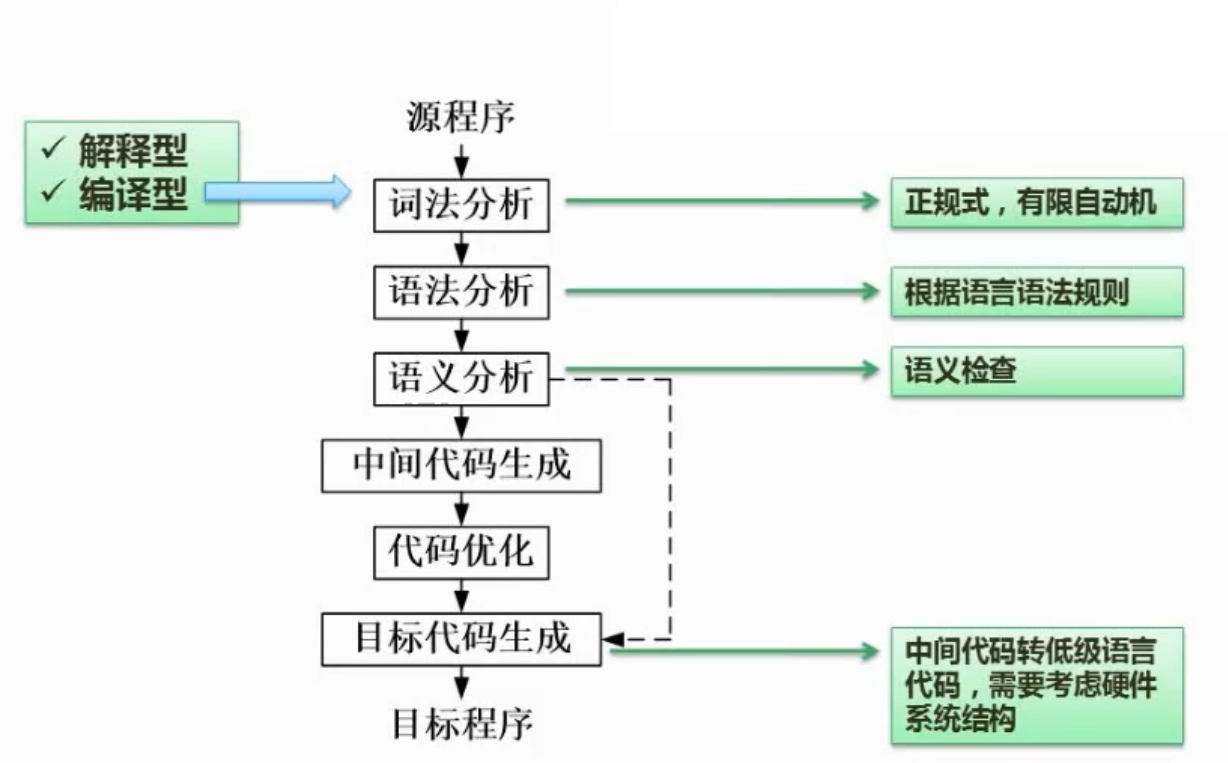 源程序
✓ 解释型
✓ 编译型
词法分析
正规式，有限自动机
语法分析
根据语言语法规则
语义分析
语义检查
中间代码生成
代码优化
目标代码生成
中间代码转低级语言
代码，需要考虑硬件
系统结构
目标程序